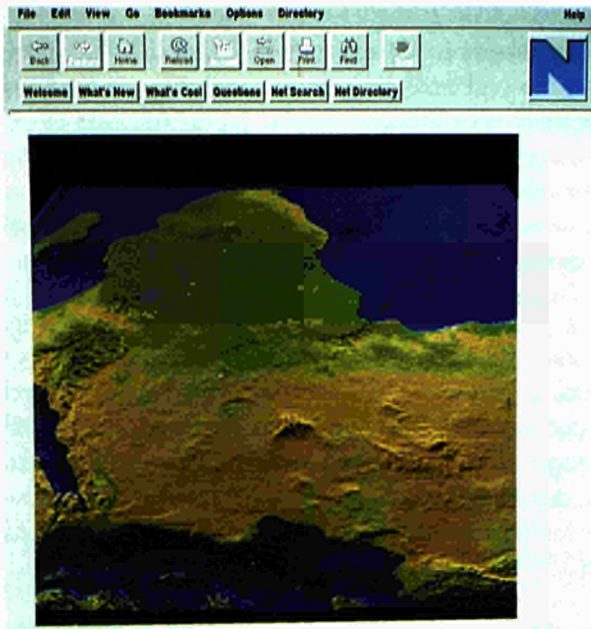 File Edit View Go Bookmarks Options Directory Help
Back Home Reload Open Print Find
Welcome What's New What's Cool Questions Net Search Net Directory
N